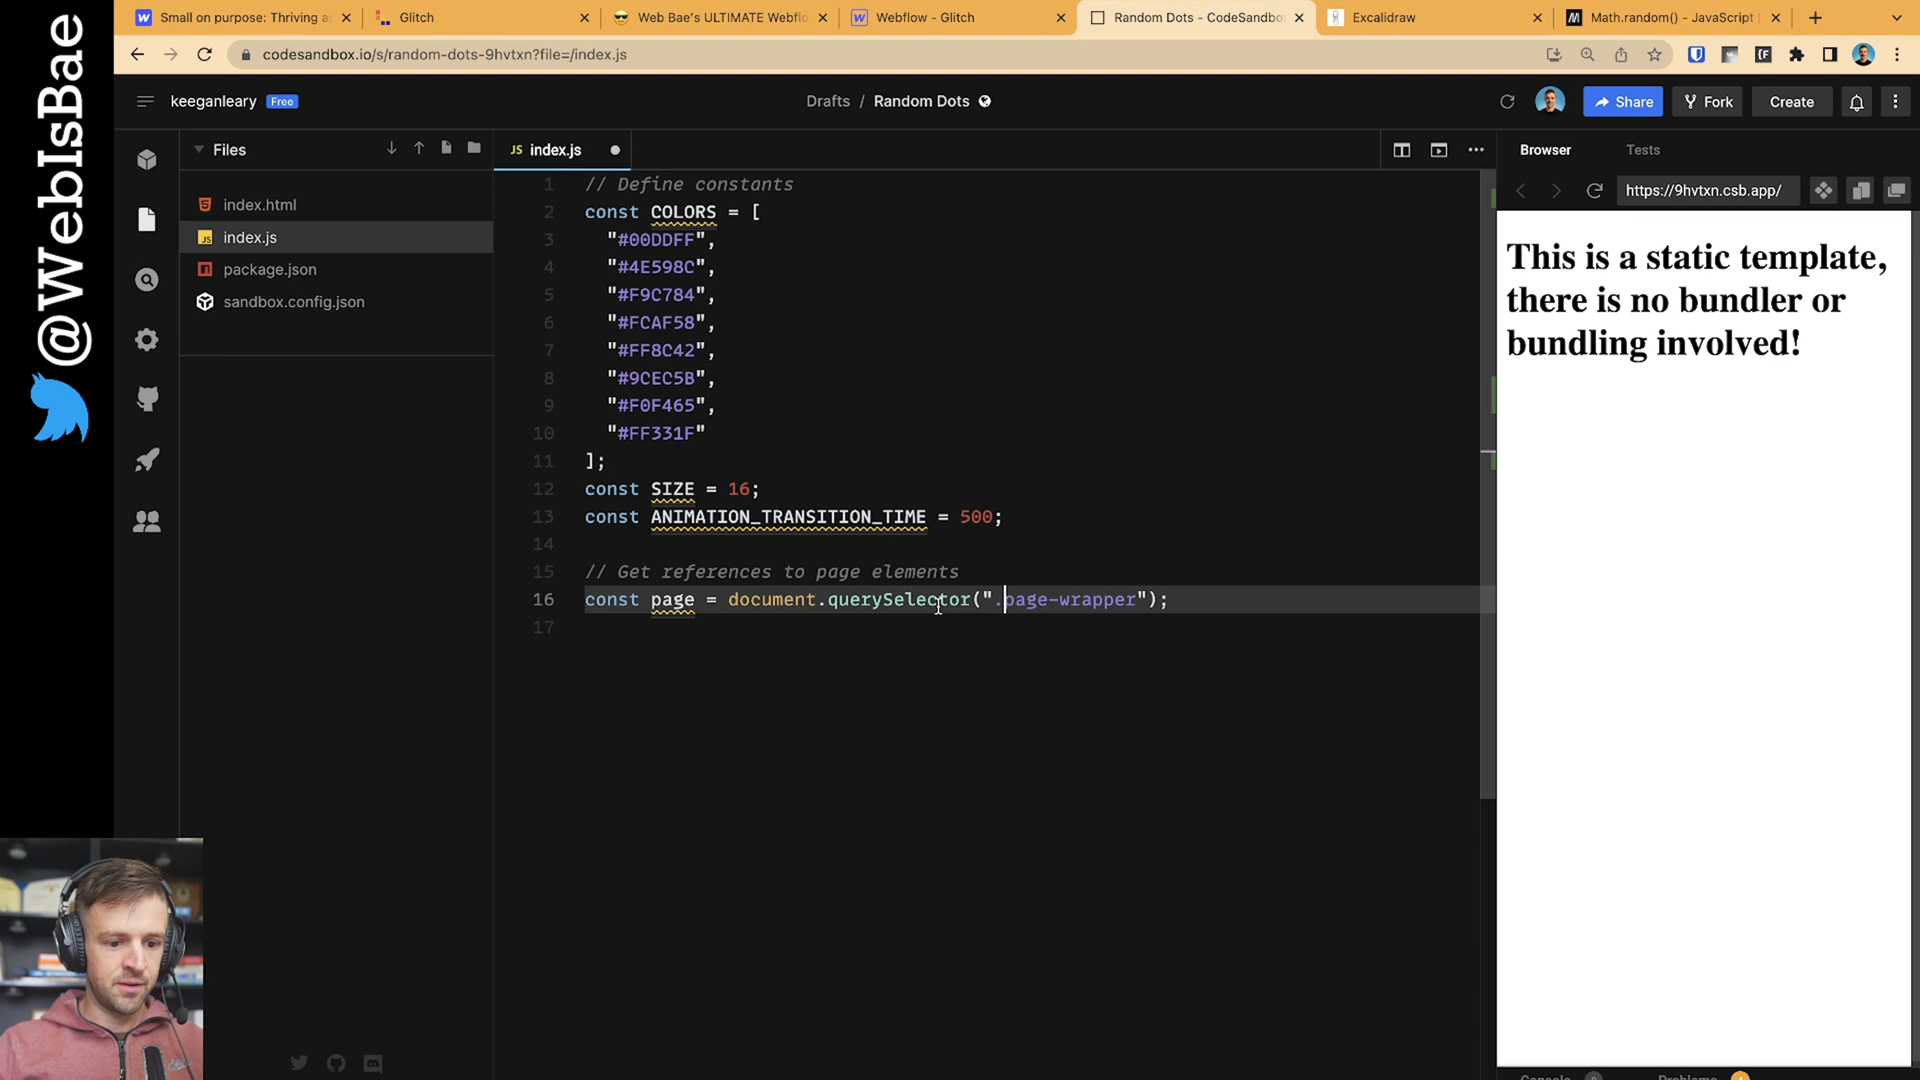 @WebIsBae
Small on purpose: Thriving as
Glitch
Web Bae's ULTIMATE Webflo
Webflow - Glitch
Random Dots - CodeSandbo
Excalidraw
Math.random() - JavaScript
codesandbox.io/s/random-dots-9hvtxn?file=/index.js
keeganleary
Free
Drafts / Random Dots
Share
Fork
Create
Files
index.html
index.js
package.json
sandbox.config.json
JS index.js
1 // Define constants
2 const COLORS = [
3 "#00DDFF",
4 "#4E598C",
5 "#F9C784",
6 "#FCAF58",
7 "#FF8C42",
8 "#9CEC5B",
9 "#F0F465",
10 "#FF331F"
11 ];
12 const SIZE = 16;
13 const ANIMATION_TRANSITION_TIME = 500;
14
15 // Get references to page elements
16 const page = document.querySelector(".page-wrapper");
17
Browser
Tests
https://9hvtxn.csb.app/
This is a static template,
there is no bundler or
bundling involved!
Console
Problems